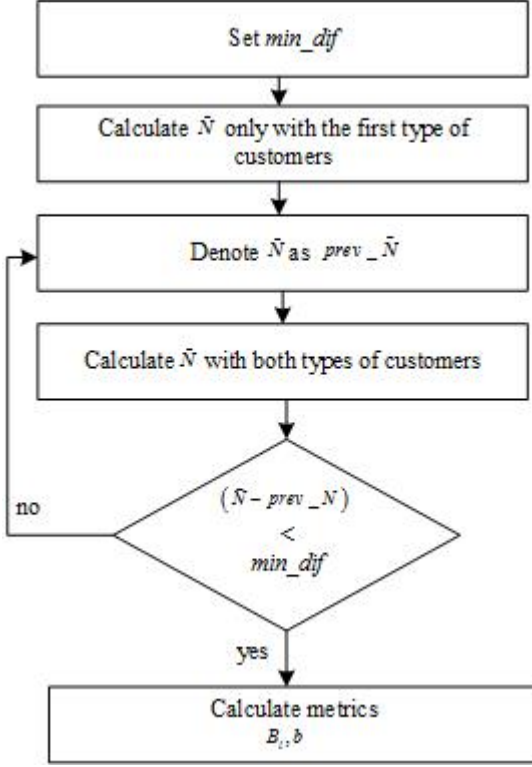 Set min_dif
Calculate N̄ only with the first type of
customers
Denote N̄ as prev_N̄
Calculate N̄ with both types of customers
(N̄ − prev_N)
<
min_dif
no
yes
Calculate metrics
Bᵢ, b